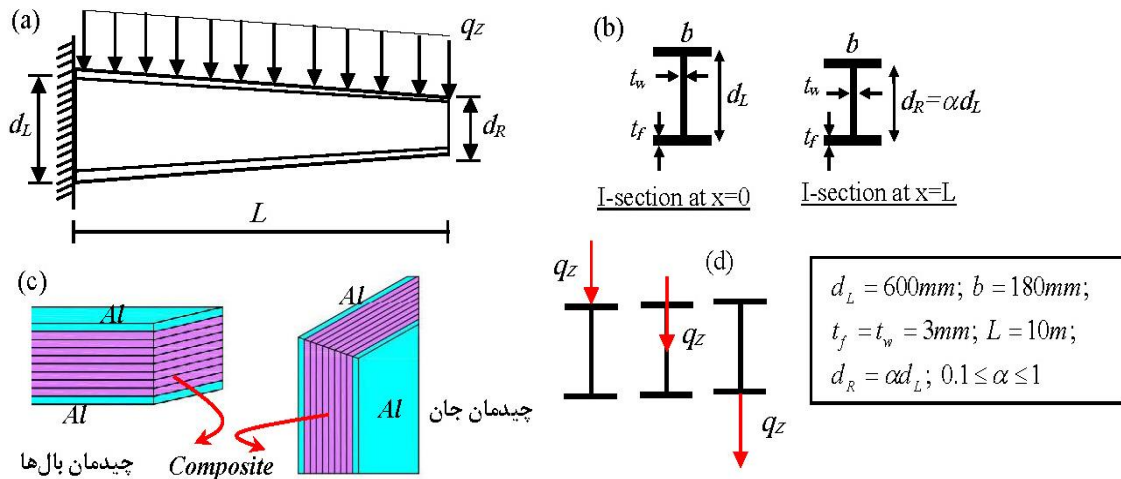 (a)
q_Z
d_L
d_R
L
(b)
b
t_w
d_L
t_f
I-section at x=0
b
t_w
d_R=αd_L
t_f
I-section at x=L
(c)
Al
Al
چیدمان بال‌ها
Composite
Al
Al
چیدمان جان
(d)
q_Z
q_Z
q_Z
d_L = 600mm; b = 180mm;
t_f = t_w = 3mm; L = 10m;
d_R = αd_L; 0.1 ≤ α ≤ 1